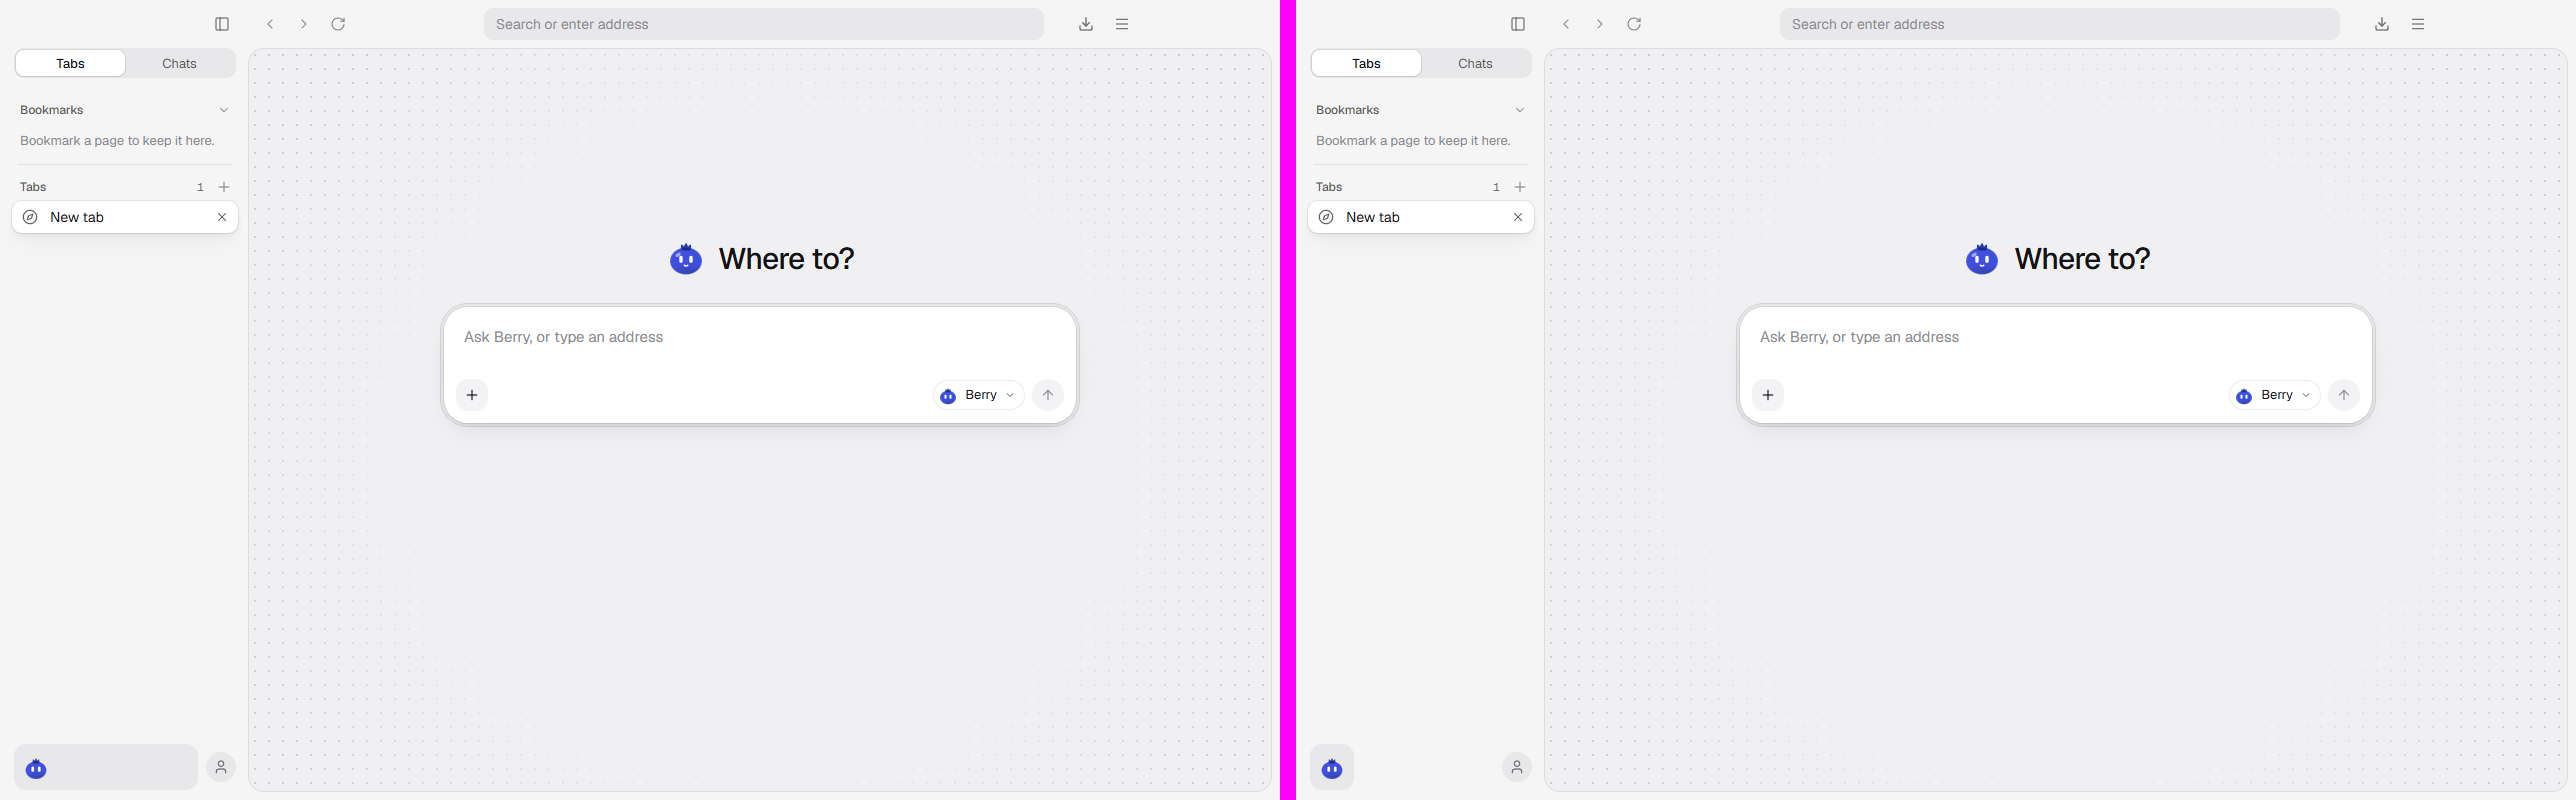 Search or enter address
Tabs
Chats
Bookmarks
Bookmark a page to keep it here.
Tabs
1
New tab
Where to?
Ask Berry, or type an address
Berry
Search or enter address
Tabs
Chats
Bookmarks
Bookmark a page to keep it here.
Tabs
1
New tab
Where to?
Ask Berry, or type an address
Berry